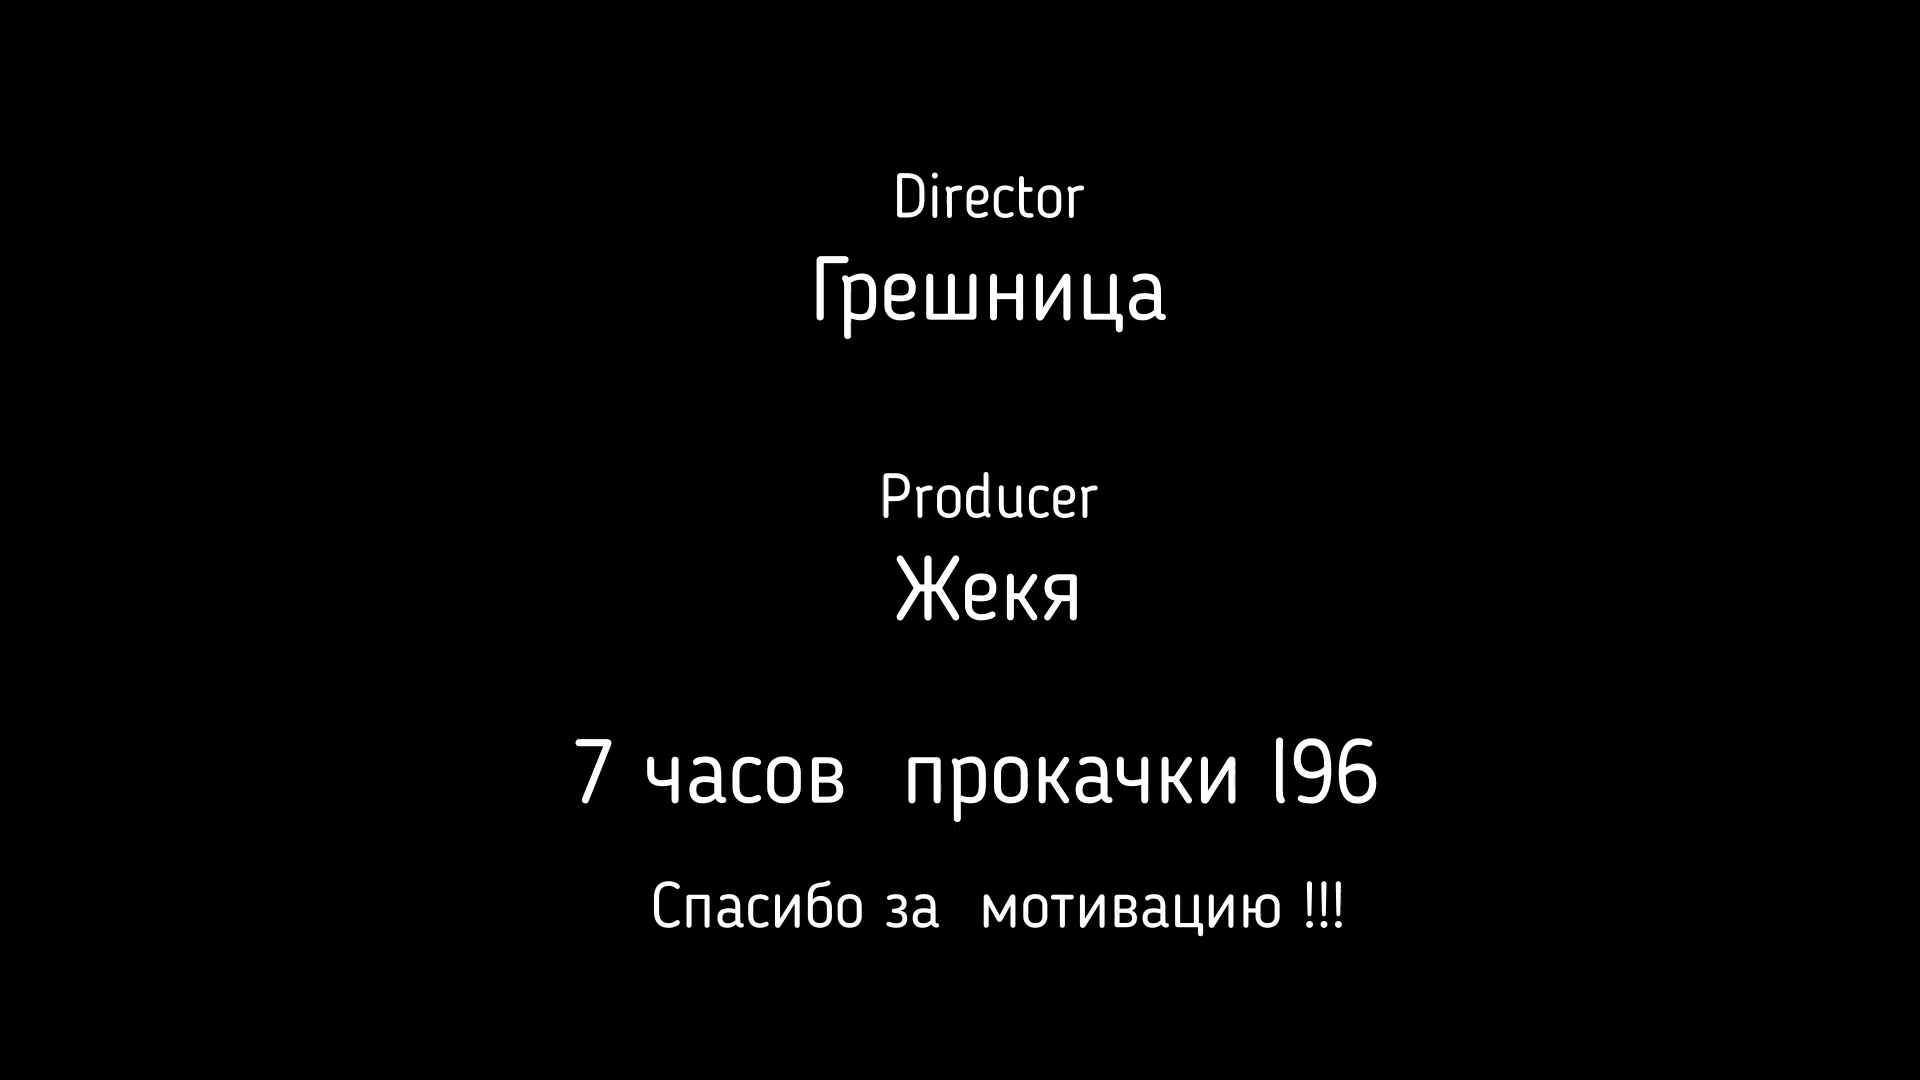 Director
Грешница
Producer
Жекя
7 часов прокачки l96
Спасибо за мотивацию !!!